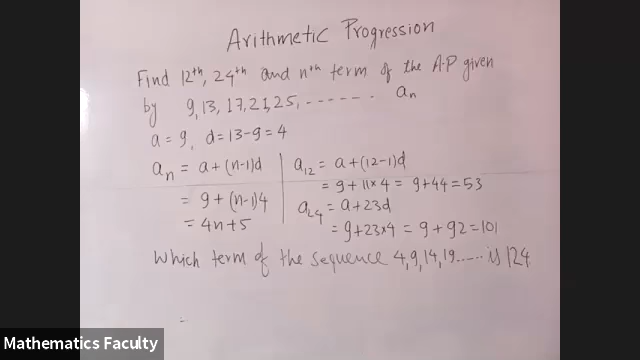 Arithmetic Progression
Find 12th, 24th and nth term of the A.P given
by 9, 13, 17, 21, 25, ------- an
a = 9, d = 13-9 = 4
an = a + (n-1)d
= 9 + (n-1)4
= 4n + 5
a12 = a + (12-1)d
= 9 + 11×4 = 9+44 = 53
a24 = a + 23d
= 9 + 23×4 = 9 + 92 = 101
Which term of the sequence 4, 9, 14, 19...... is 124
=
Mathematics Faculty